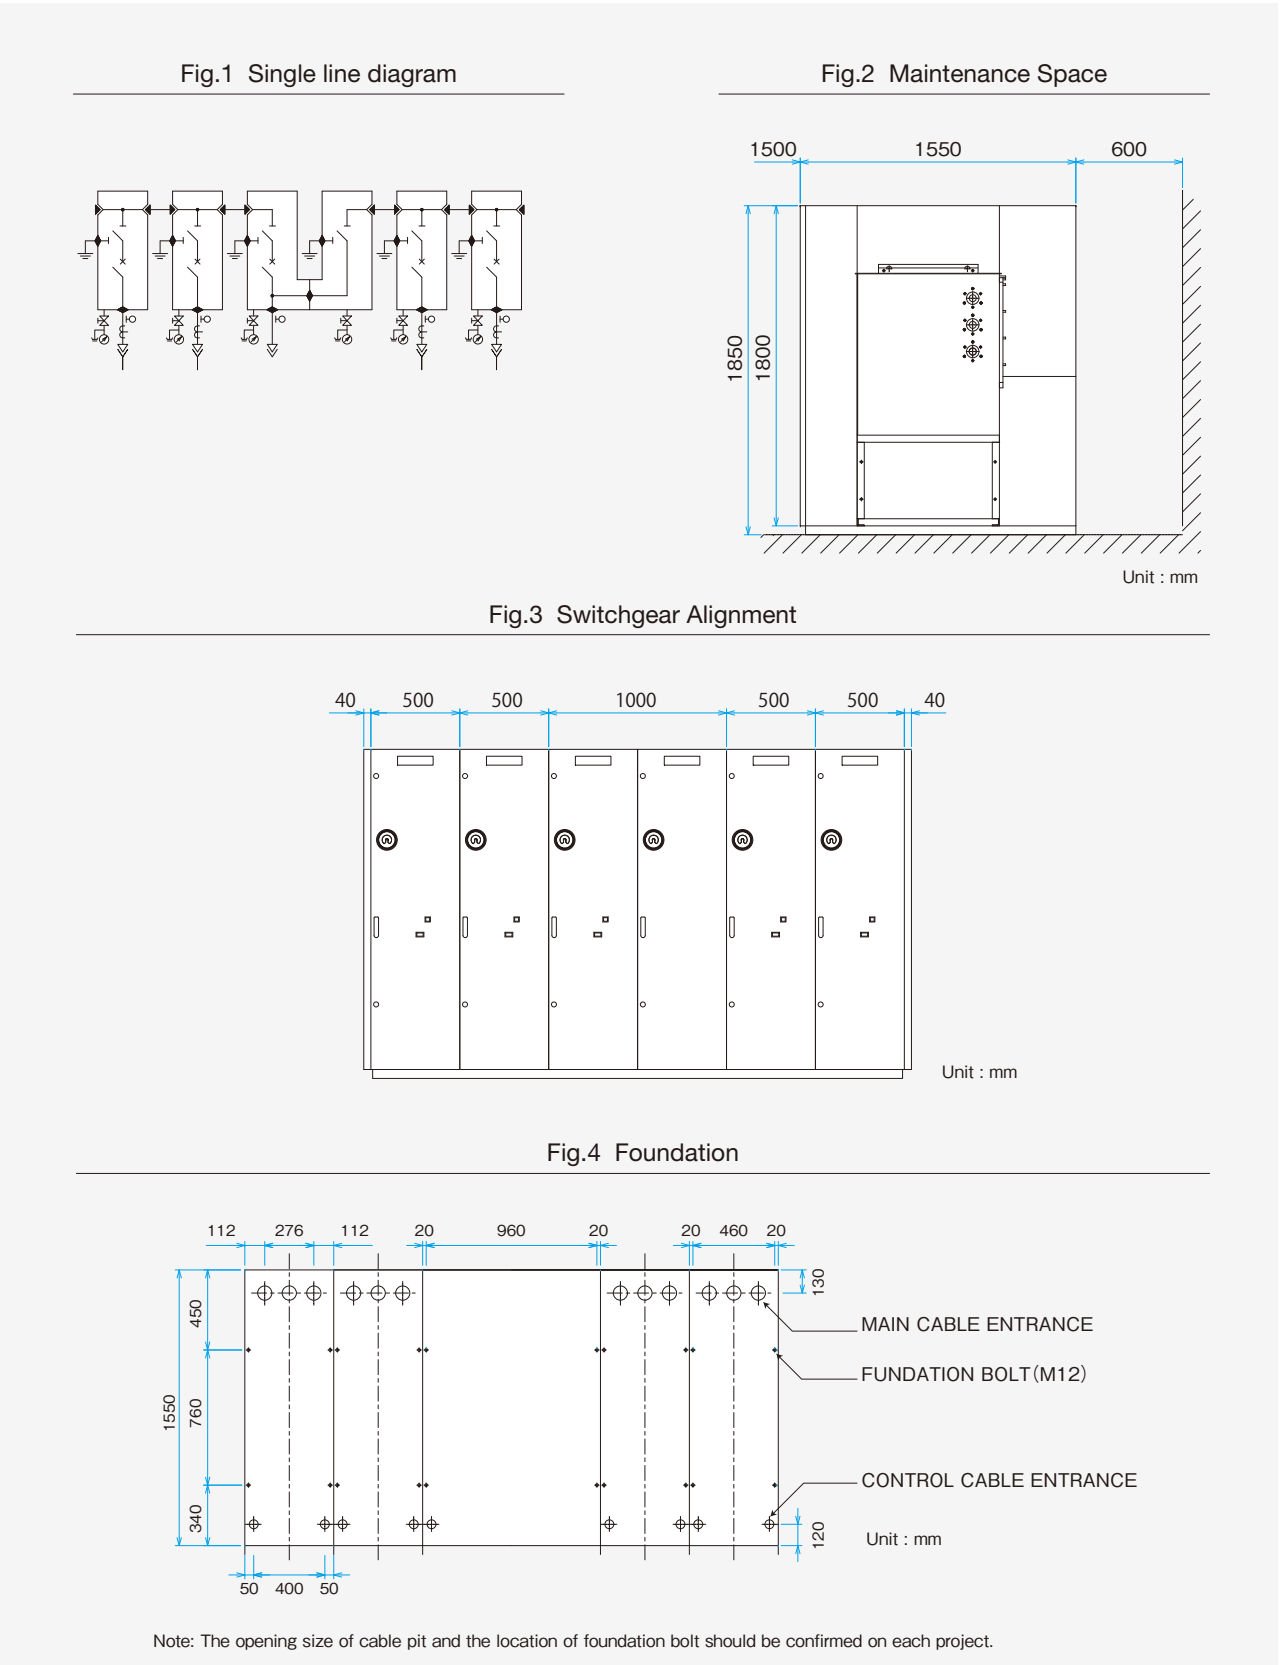 Fig.1 Single line diagram
Fig.2 Maintenance Space
1500 1550 600
1850
1800
Unit : mm
Fig.3 Switchgear Alignment
40 500 500 1000 500 500 40
Unit : mm
Fig.4 Foundation
112 276 112 20 960 20 20 460 20
130
450
MAIN CABLE ENTRANCE
FUNDATION BOLT(M12)
1550
760
CONTROL CABLE ENTRANCE
340
120
Unit : mm
50 400 50
Note: The opening size of cable pit and the location of foundation bolt should be confirmed on each project.